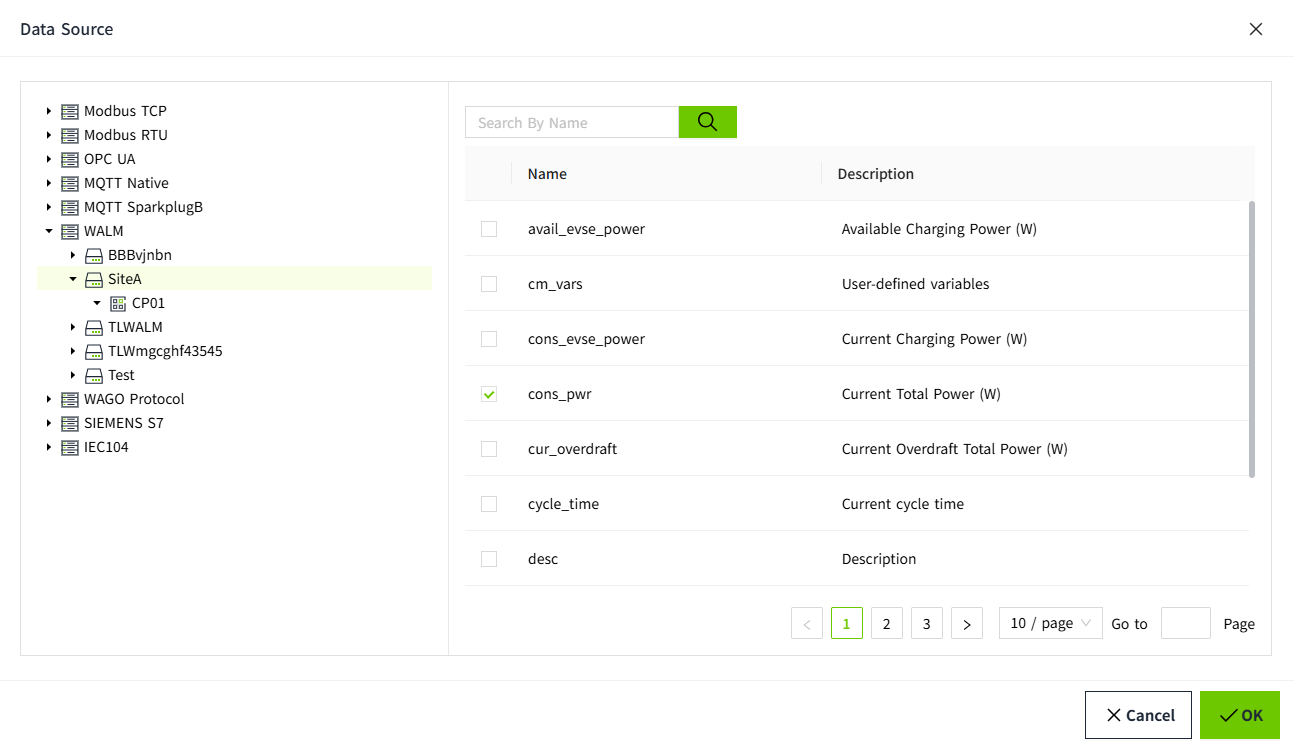 Data Source
Modbus TCP
Modbus RTU
OPC UA
MQTT Native
MQTT SparkplugB
WALM
BBBvjnbn
SiteA
CP01
TLWALM
TLWmgcghf43545
Test
WAGO Protocol
SIEMENS S7
IEC104
Search By Name
Name Description
avail_evse_power Available Charging Power (W)
cm_vars User-defined variables
cons_evse_power Current Charging Power (W)
cons_pwr Current Total Power (W)
cur_overdraft Current Overdraft Total Power (W)
cycle_time Current cycle time
desc Description
< 1 2 3 > 10 / page Go to Page
Cancel OK